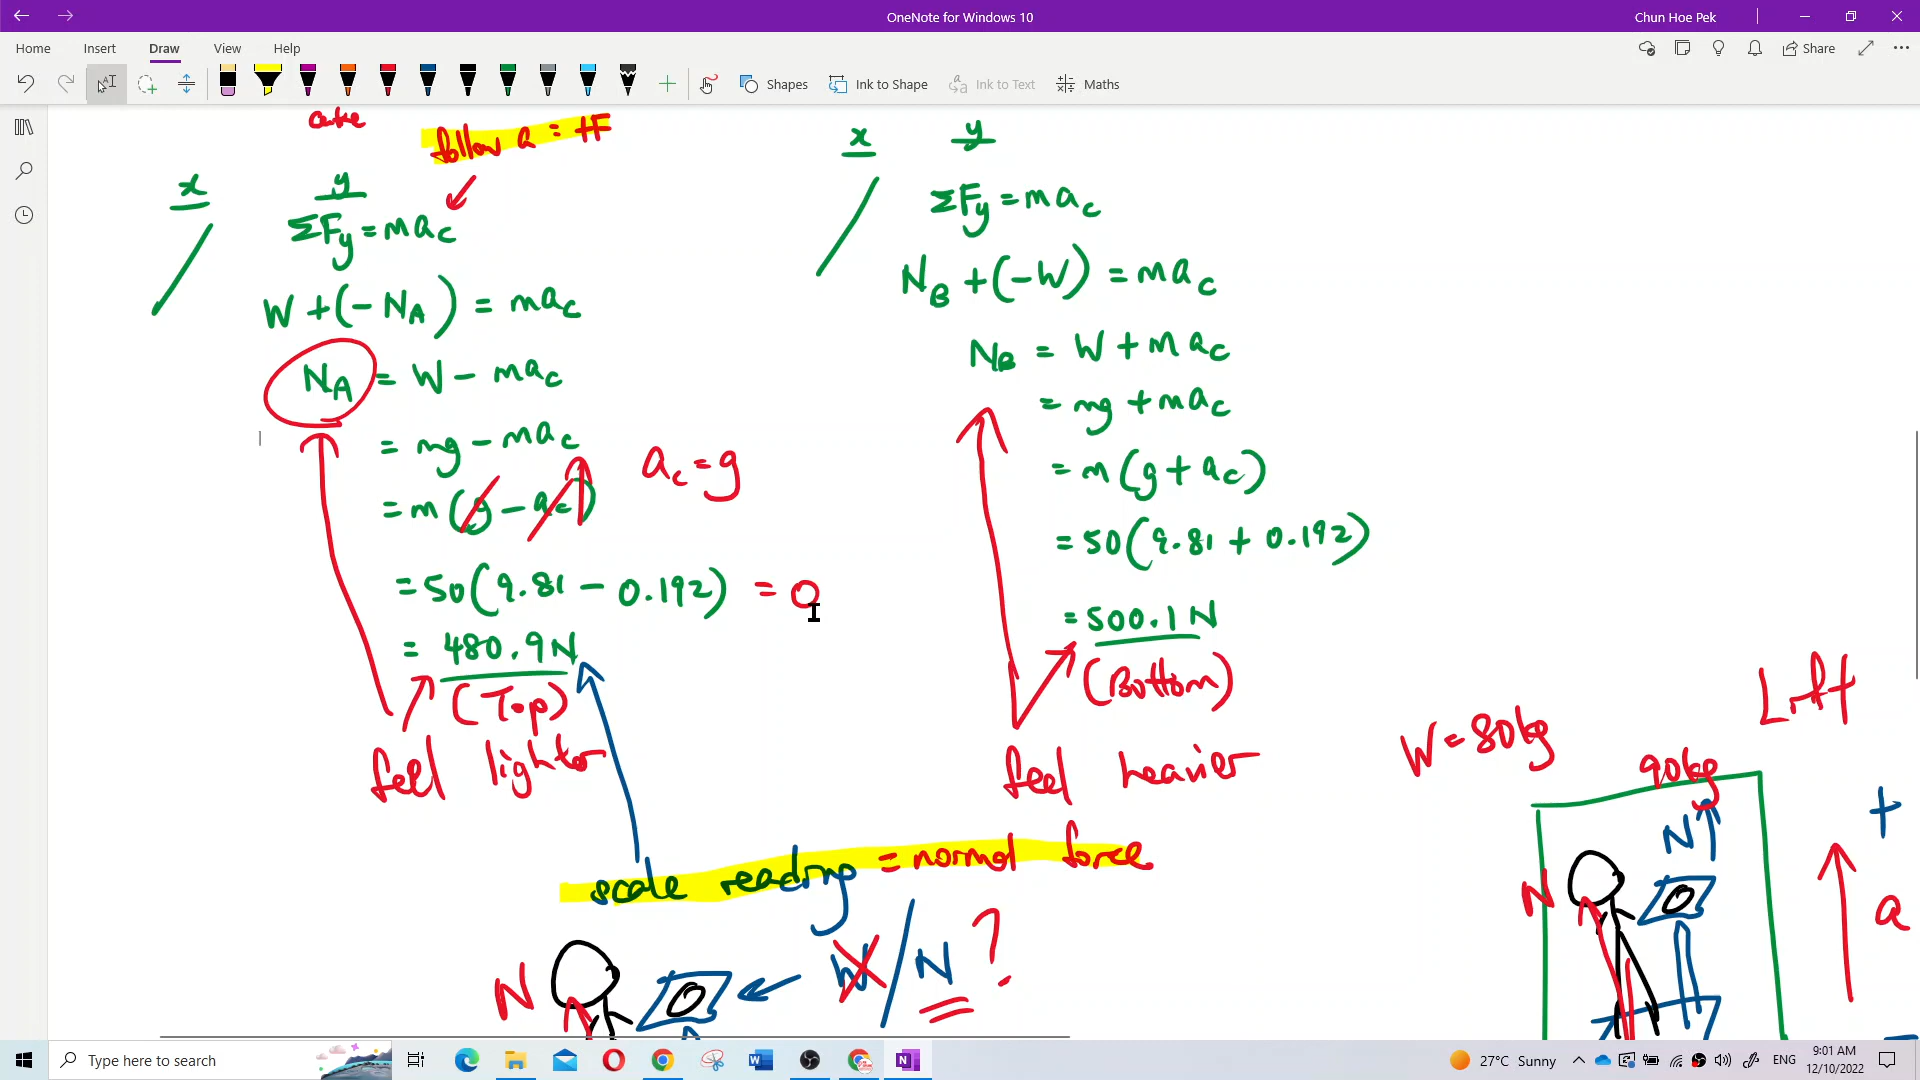 OneNote for Windows 10
Chun Hoe Pek
Home Insert Draw View Help
Share
Shapes Ink to Shape Ink to Text Maths
follow a = +F
x y
ΣFy = mac
W + (-NA) = mac
NA = W - mac
= mg - mac
ac = g
= m(g - ac)
= 50(9.81 - 0.192) = 0
= 480.9N
(Top)
feel lighter
x y
ΣFy = mac
NB + (-W) = mac
NB = W + mac
= mg + mac
= m(g + ac)
= 50(9.81 + 0.192)
= 500.1N
(Bottom)
feel heavier
scale reading = normal force
N
W / N ?
Lift
W = 80kg
90kg
N
N
+
a
Type here to search
27°C Sunny
ENG
9:01 AM
12/10/2022